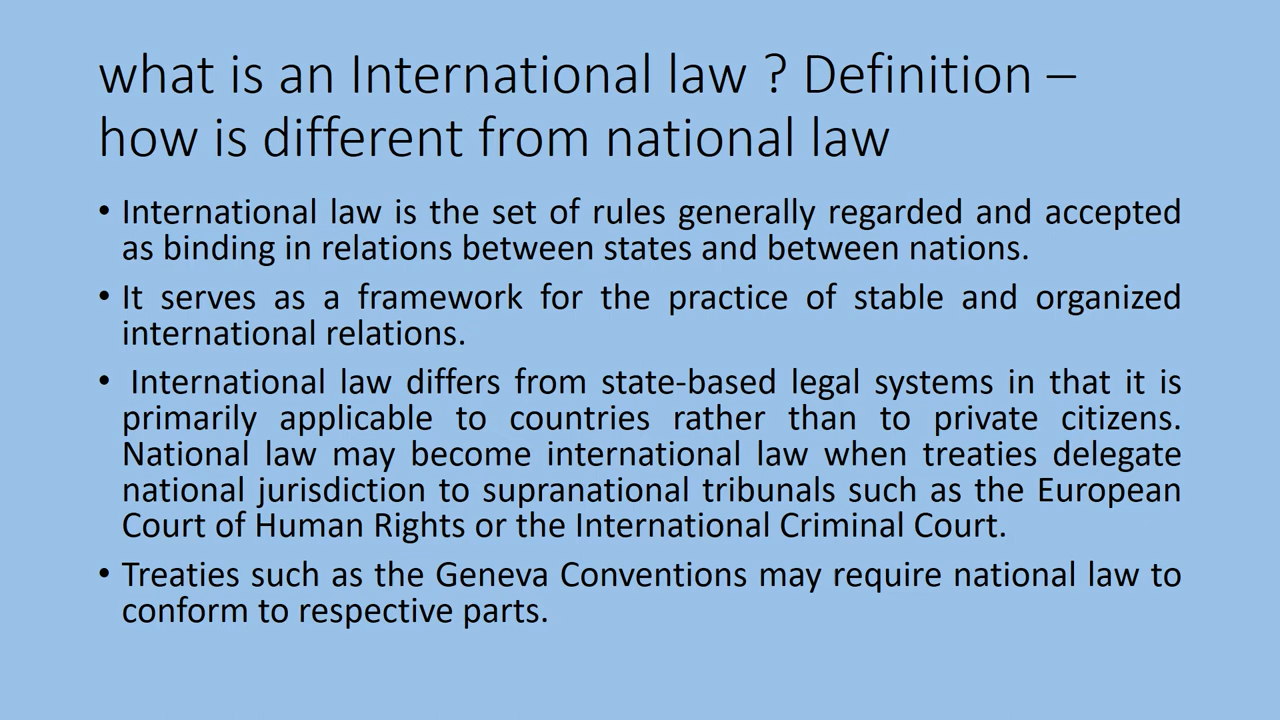 what is an International law ? Definition –
how is different from national law
• International law is the set of rules generally regarded and accepted
as binding in relations between states and between nations.
• It serves as a framework for the practice of stable and organized
international relations.
• International law differs from state-based legal systems in that it is
primarily applicable to countries rather than to private citizens.
National law may become international law when treaties delegate
national jurisdiction to supranational tribunals such as the European
Court of Human Rights or the International Criminal Court.
• Treaties such as the Geneva Conventions may require national law to
conform to respective parts.